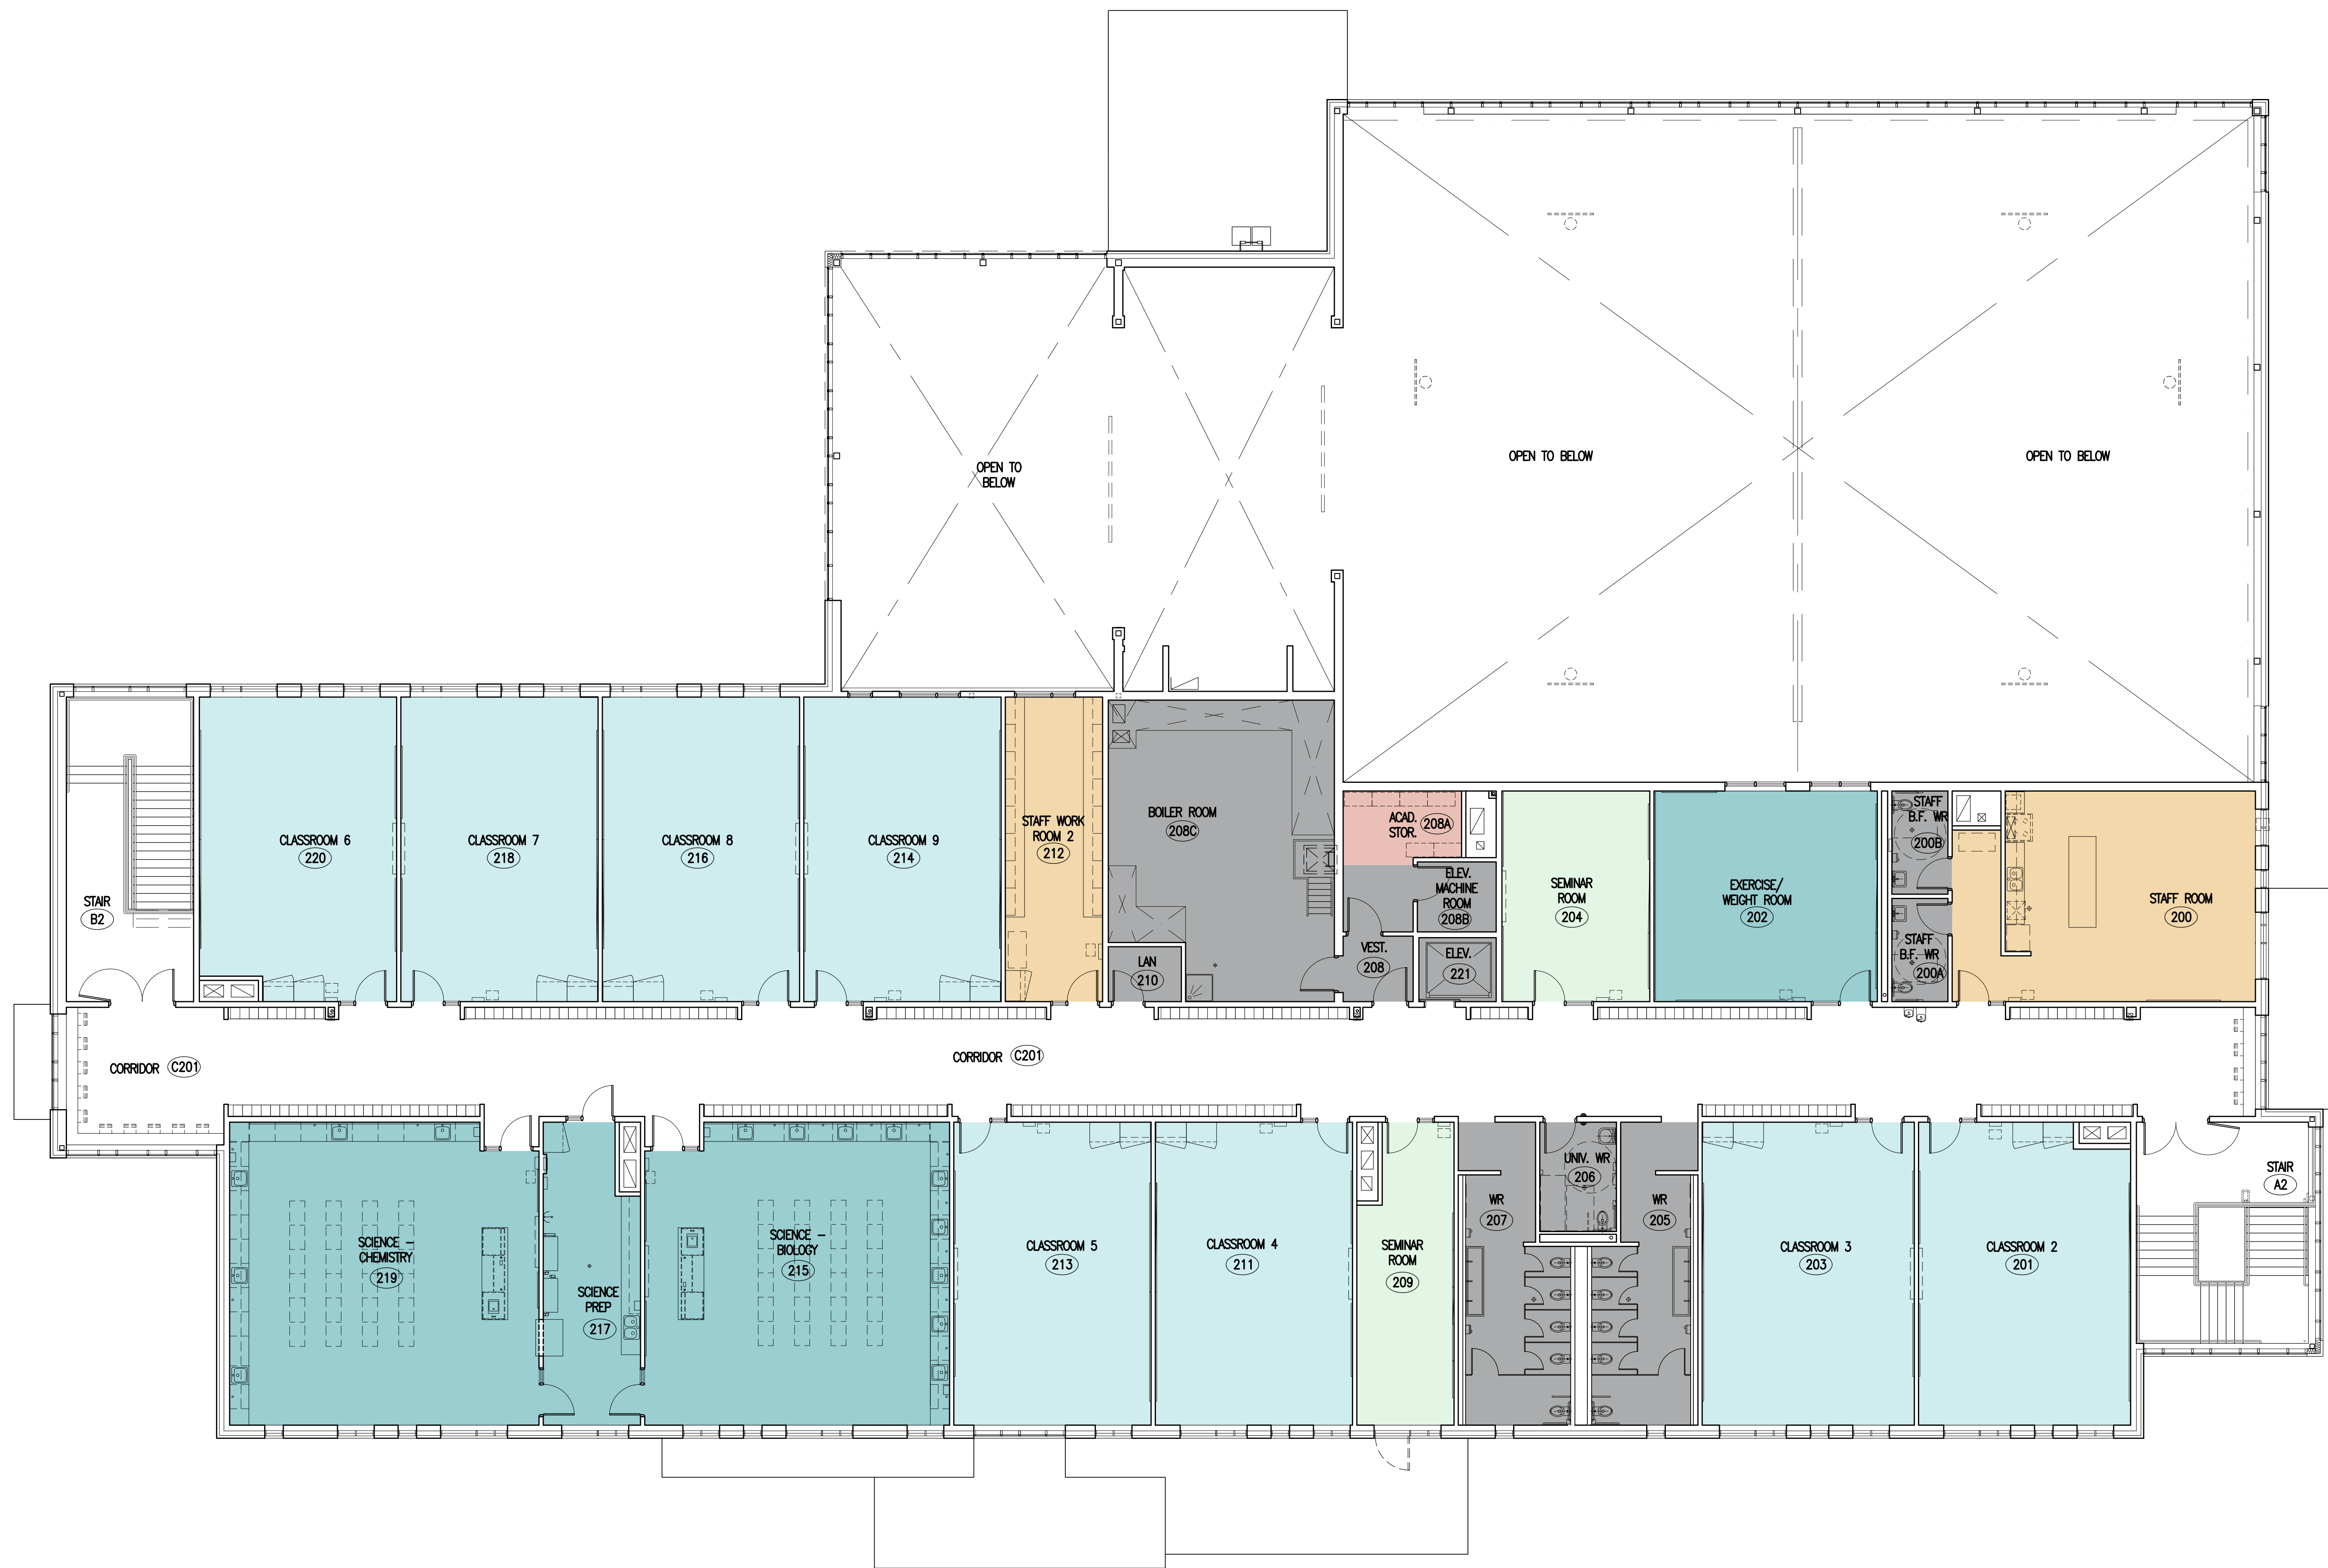 OPEN TO
BELOW
OPEN TO BELOW
OPEN TO BELOW
CLASSROOM 6
220
CLASSROOM 7
218
CLASSROOM 8
216
CLASSROOM 9
214
STAFF WORK
ROOM 2
212
BOILER ROOM
208C
ACAD.
STOR.
208A
ELEV.
MACHINE
ROOM
208B
VEST.
208
ELEV.
221
LAN
210
SEMINAR
ROOM
204
EXERCISE/
WEIGHT ROOM
202
STAFF
B.F. WR
200B
STAFF
B.F. WR
200A
STAFF ROOM
200
STAIR
B2
CORRIDOR C201
CORRIDOR C201
SCIENCE –
CHEMISTRY
219
SCIENCE
PREP
217
SCIENCE –
BIOLOGY
215
CLASSROOM 5
213
CLASSROOM 4
211
SEMINAR
ROOM
209
WR
207
UNIV. WR
206
WR
205
CLASSROOM 3
203
CLASSROOM 2
201
STAIR
A2